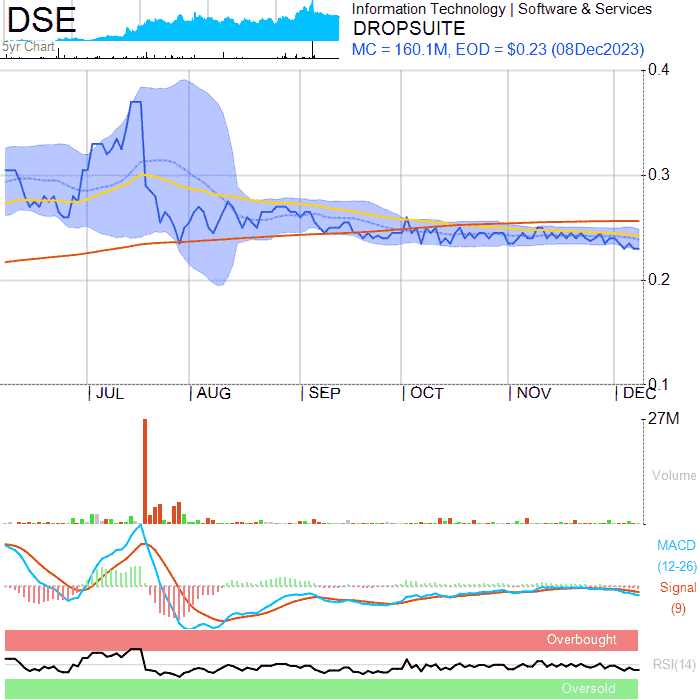 DSE
Information Technology | Software & Services
DROPSUITE
MC = 160.1M, EOD = $0.23 (08Dec2023)
5yr Chart
0.4
0.3
0.2
0.1
JUL
AUG
SEP
OCT
NOV
DEC
27M
Volume
MACD
(12-26)
Signal
(9)
Overbought
RSI(14)
Oversold